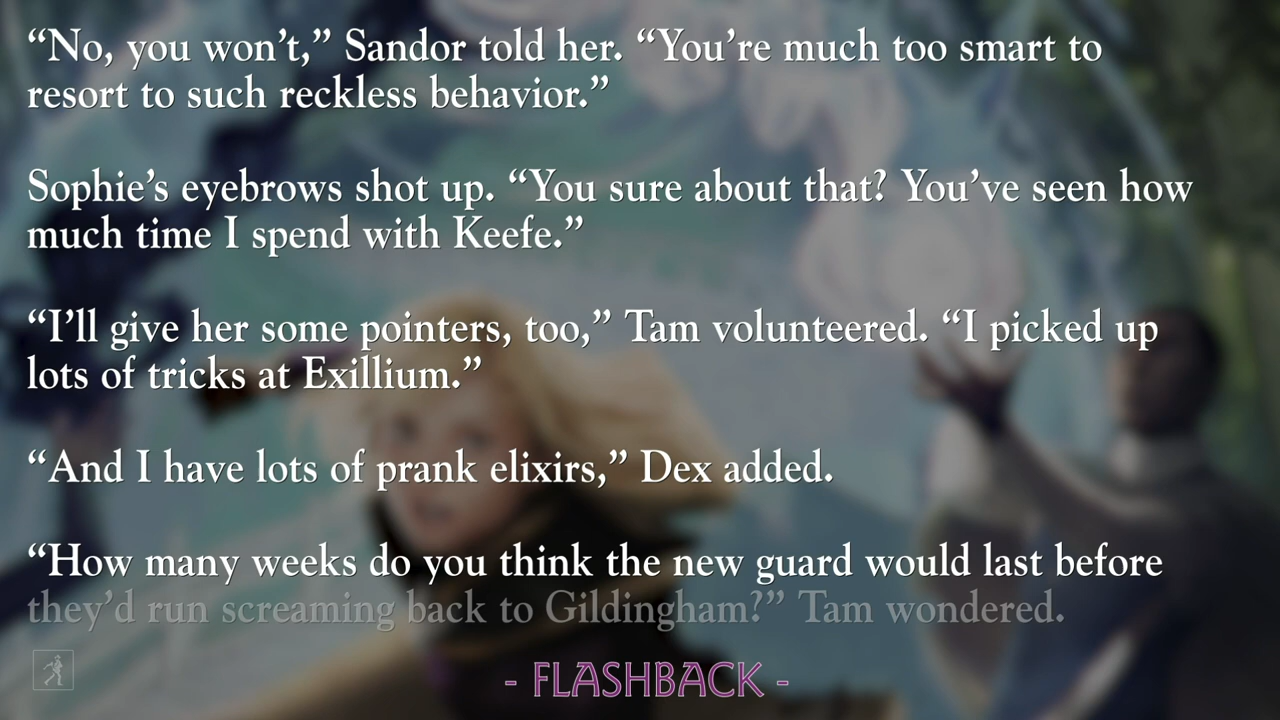 “No, you won’t,” Sandor told her. “You’re much too smart to
resort to such reckless behavior.”
Sophie’s eyebrows shot up. “You sure about that? You’ve seen how
much time I spend with Keefe.”
“I’ll give her some pointers, too,” Tam volunteered. “I picked up
lots of tricks at Exillium.”
“And I have lots of prank elixirs,” Dex added.
“How many weeks do you think the new guard would last before
they’d run screaming back to Gildingham?” Tam wondered.
- FLASHBACK -